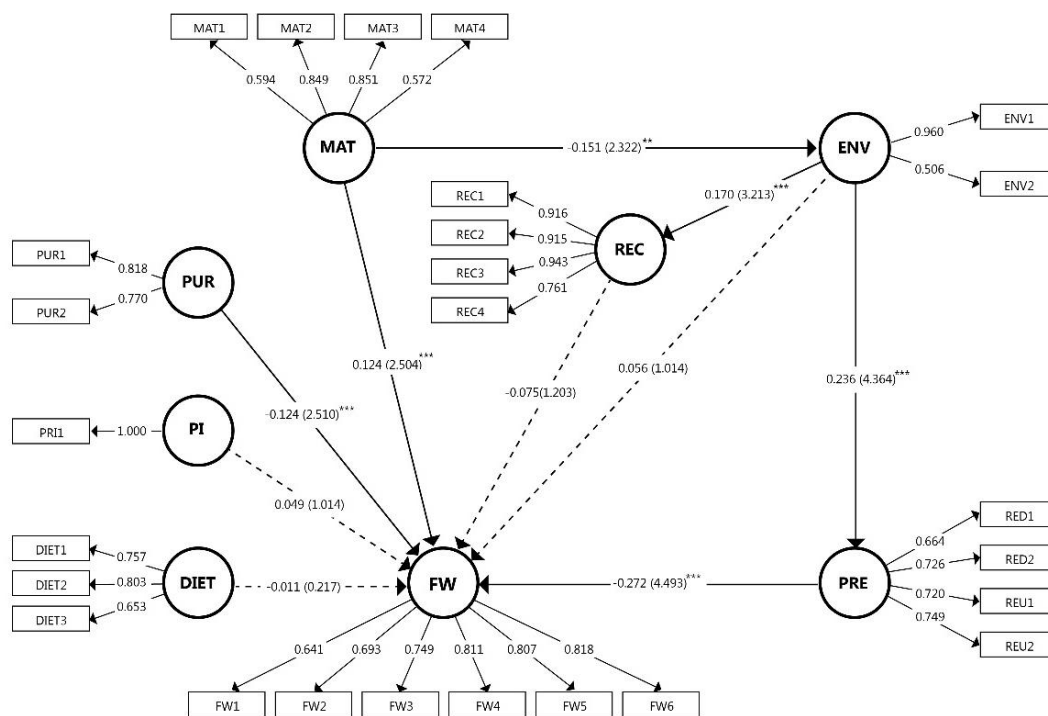 MAT1 MAT2 MAT3 MAT4
0.594 0.849 0.851 0.572
MAT
-0.151 (2.322)**
ENV
0.960
ENV1
0.506
ENV2
0.170 (3.213)***
REC1
0.916
REC2
0.915
REC3
0.943
REC4
0.761
REC
PUR1
0.818
PUR2
0.770
PUR
0.124 (2.504)***
-0.075(1.203)
0.056 (1.014)
0.236 (4.364)***
-0.124 (2.510)***
PRI1
1.000
PI
0.049 (1.014)
DIET1
0.757
DIET2
0.803
DIET3
0.653
DIET
-0.011 (0.217)
FW
-0.272 (4.493)***
PRE
0.664
RED1
0.726
RED2
0.720
REU1
0.749
REU2
0.641 0.693 0.749 0.811 0.807 0.818
FW1 FW2 FW3 FW4 FW5 FW6